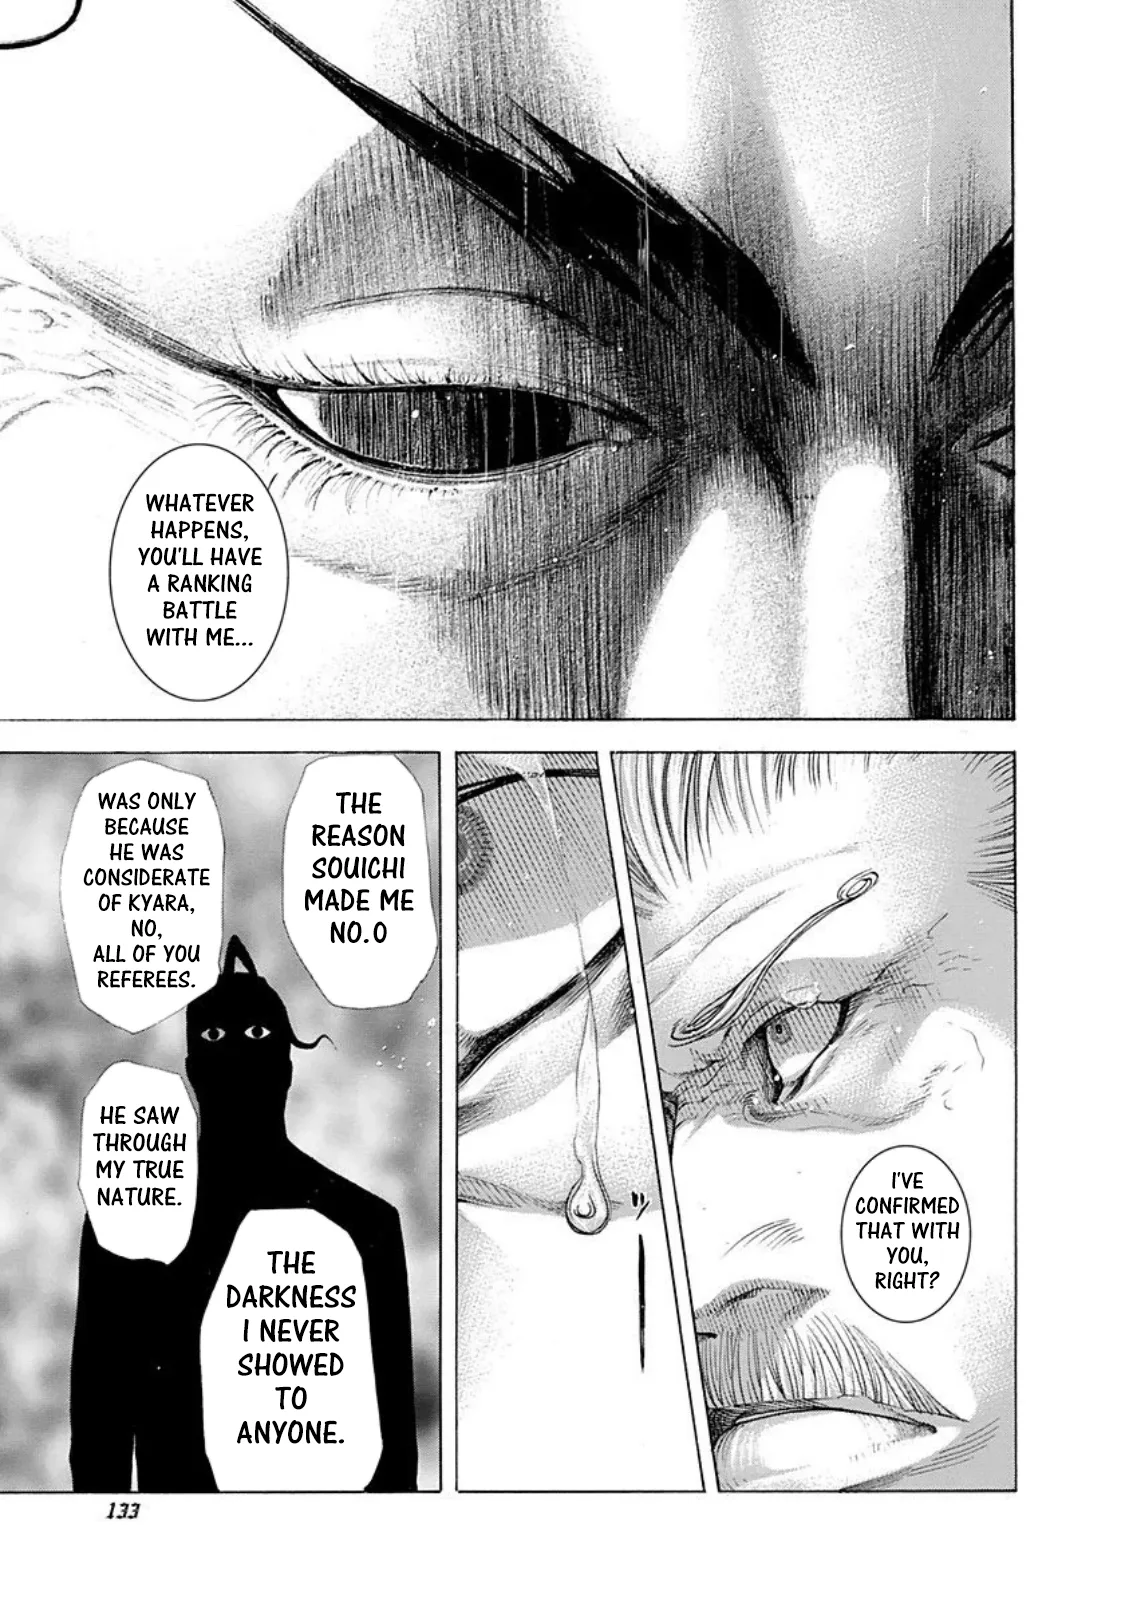 WHATEVER
HAPPENS,
YOU'LL HAVE
A RANKING
BATTLE
WITH ME...
I'VE
CONFIRMED
THAT WITH
YOU,
RIGHT?
ツー
THE
REASON
SOUICHI
MADE ME
NO.0
WAS ONLY
BECAUSE
HE WAS
CONSIDERATE
OF KYARA,
NO,
ALL OF YOU
REFEREES.
HE SAW
THROUGH
MY TRUE
NATURE.
THE
DARKNESS
I NEVER
SHOWED
TO
ANYONE.
133